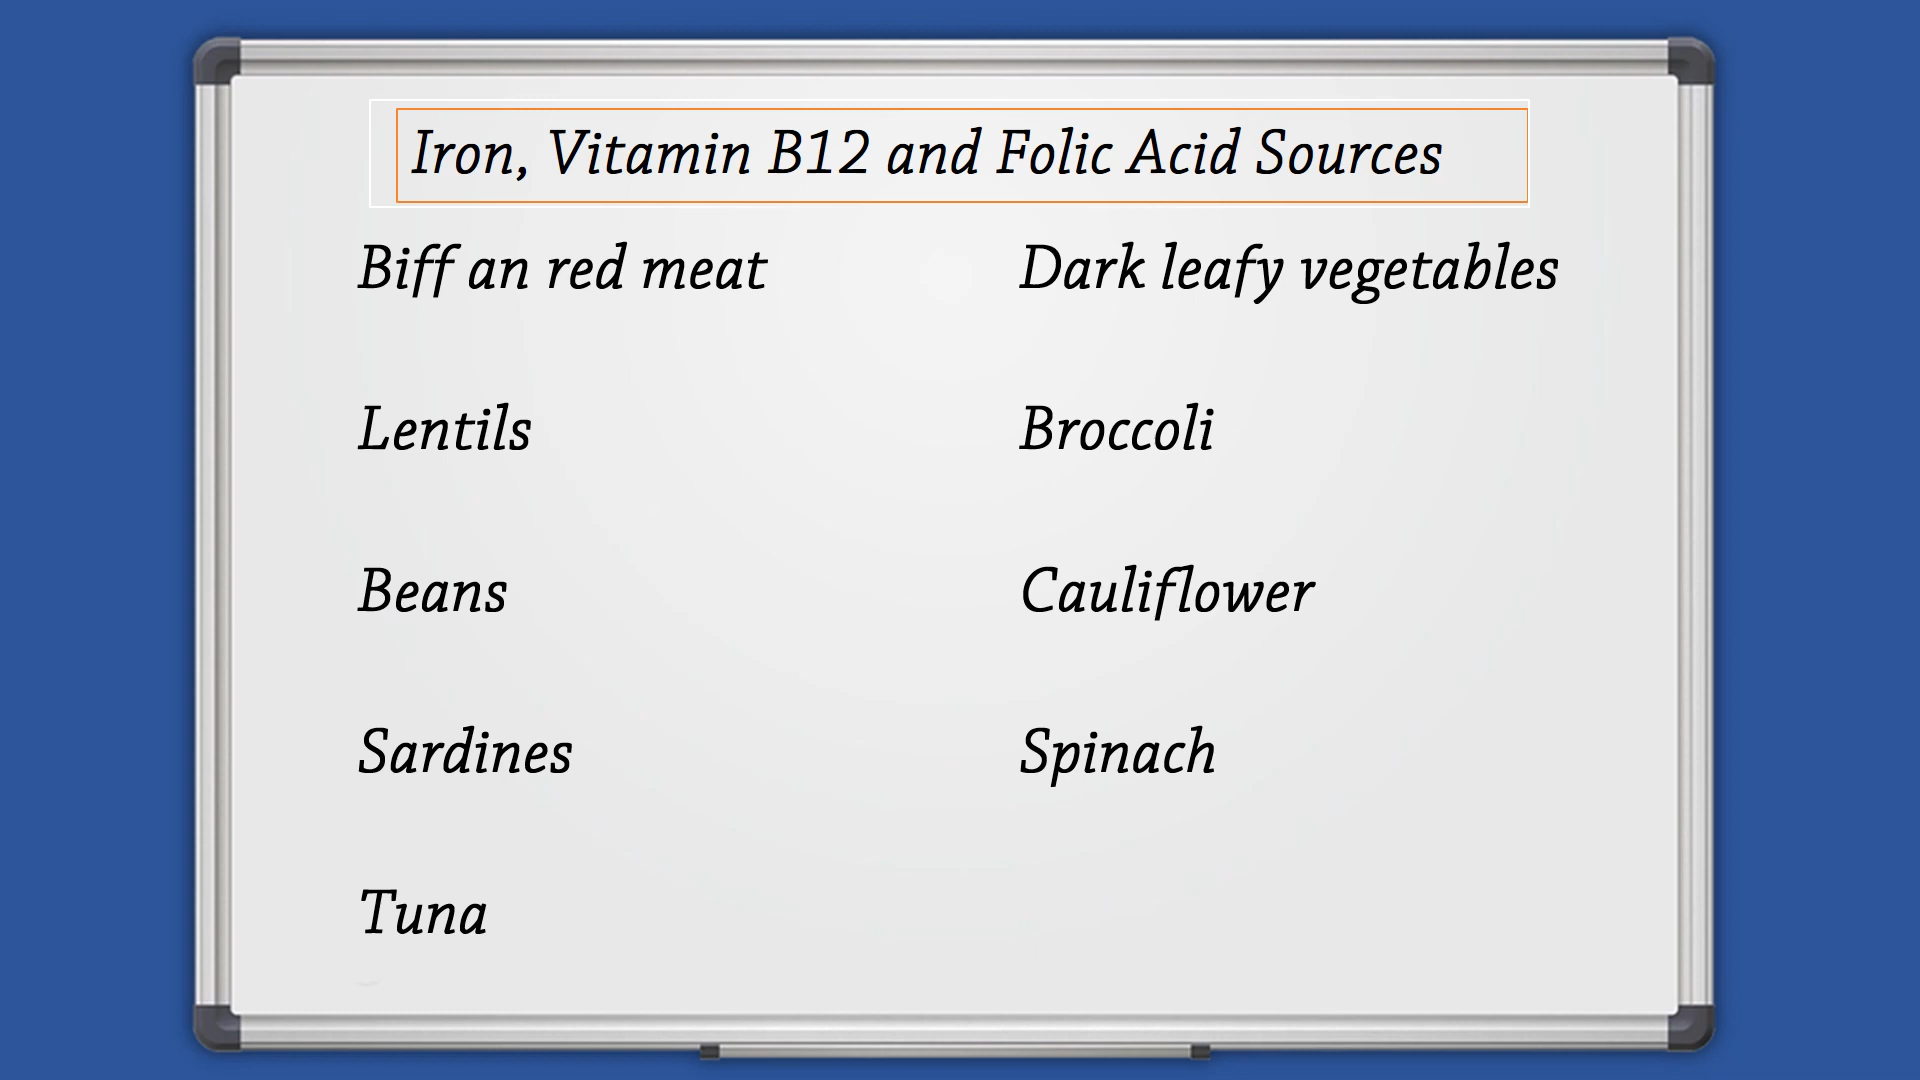 Iron, Vitamin B12 and Folic Acid Sources
Biff an red meat
Lentils
Beans
Sardines
Tuna
Dark leafy vegetables
Broccoli
Cauliflower
Spinach